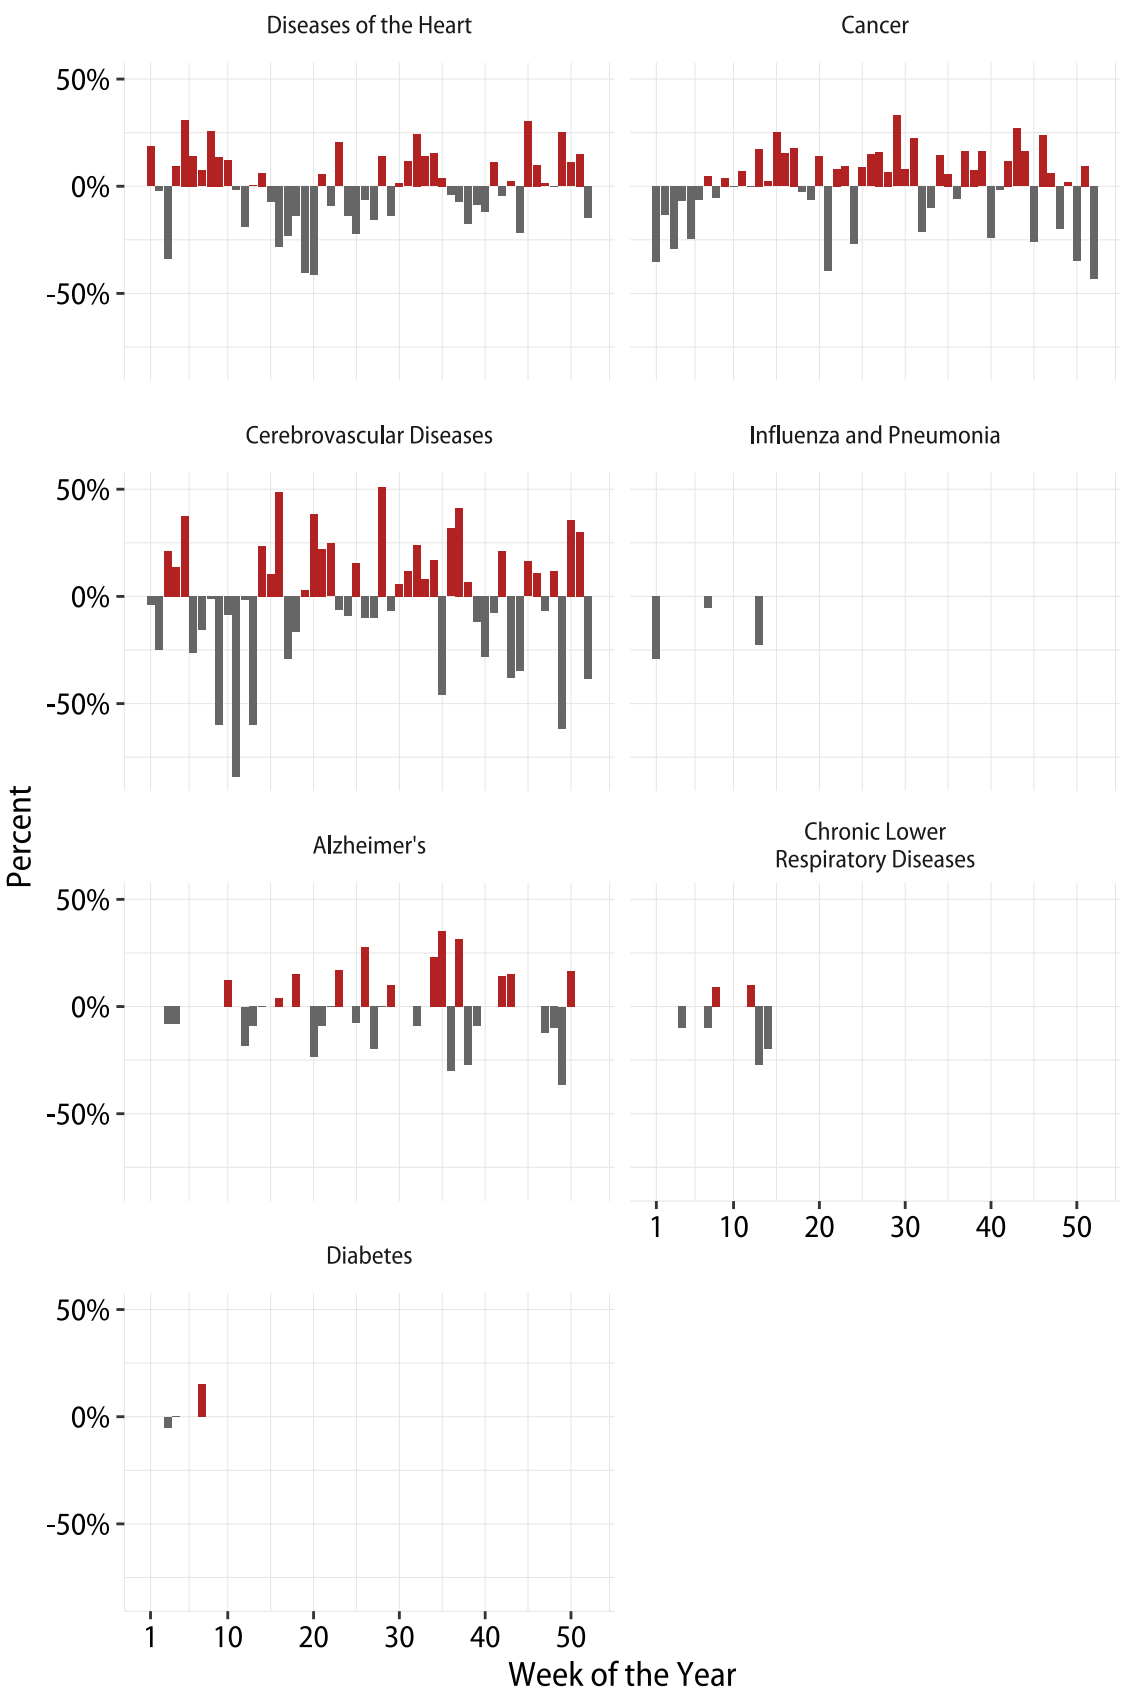 Diseases of the Heart
Cancer
50%
0%
-50%
Cerebrovascular Diseases
Influenza and Pneumonia
50%
0%
-50%
Percent
Alzheimer's
Chronic Lower
Respiratory Diseases
50%
0%
-50%
1 10 20 30 40 50
Diabetes
50%
0%
-50%
1 10 20 30 40 50
Week of the Year